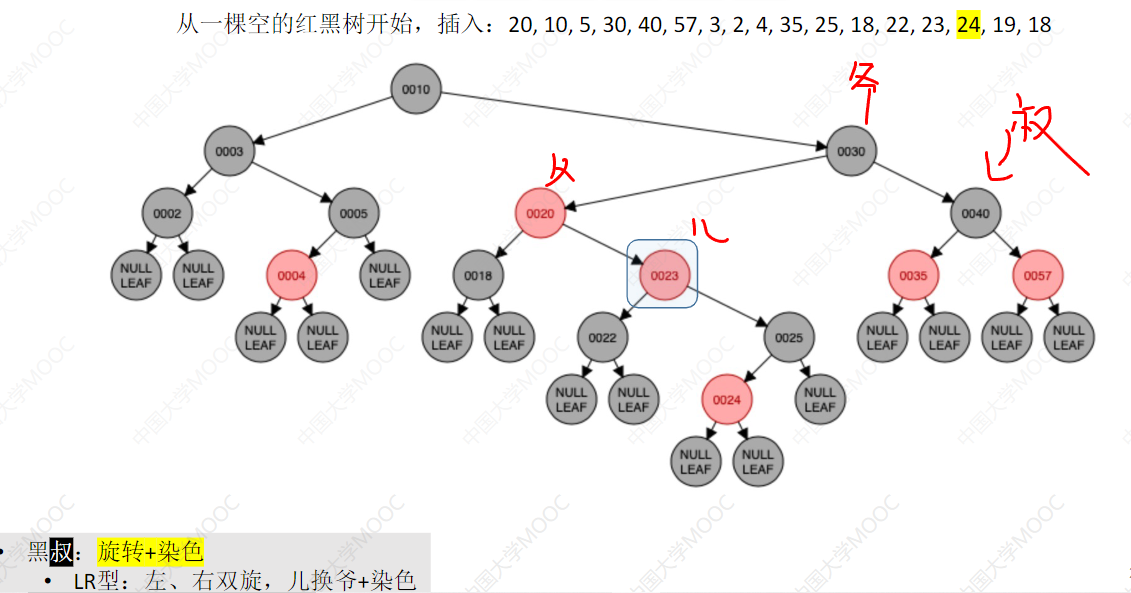 从一棵空的红黑树开始，插入：20, 10, 5, 30, 40, 57, 3, 2, 4, 35, 25, 18, 22, 23, 24, 19, 18
爷
0010
叔
0003
0030
父
0002
0005
0020
0040
儿
NULL LEAF
NULL LEAF
0004
NULL LEAF
0018
0023
0035
0057
NULL LEAF
NULL LEAF
NULL LEAF
NULL LEAF
0022
0025
NULL LEAF
NULL LEAF
NULL LEAF
NULL LEAF
NULL LEAF
NULL LEAF
0024
NULL LEAF
NULL LEAF
NULL LEAF
中国大学MOOC
• 黑叔：旋转+染色
• LR型：左、右双旋，儿换爷+染色